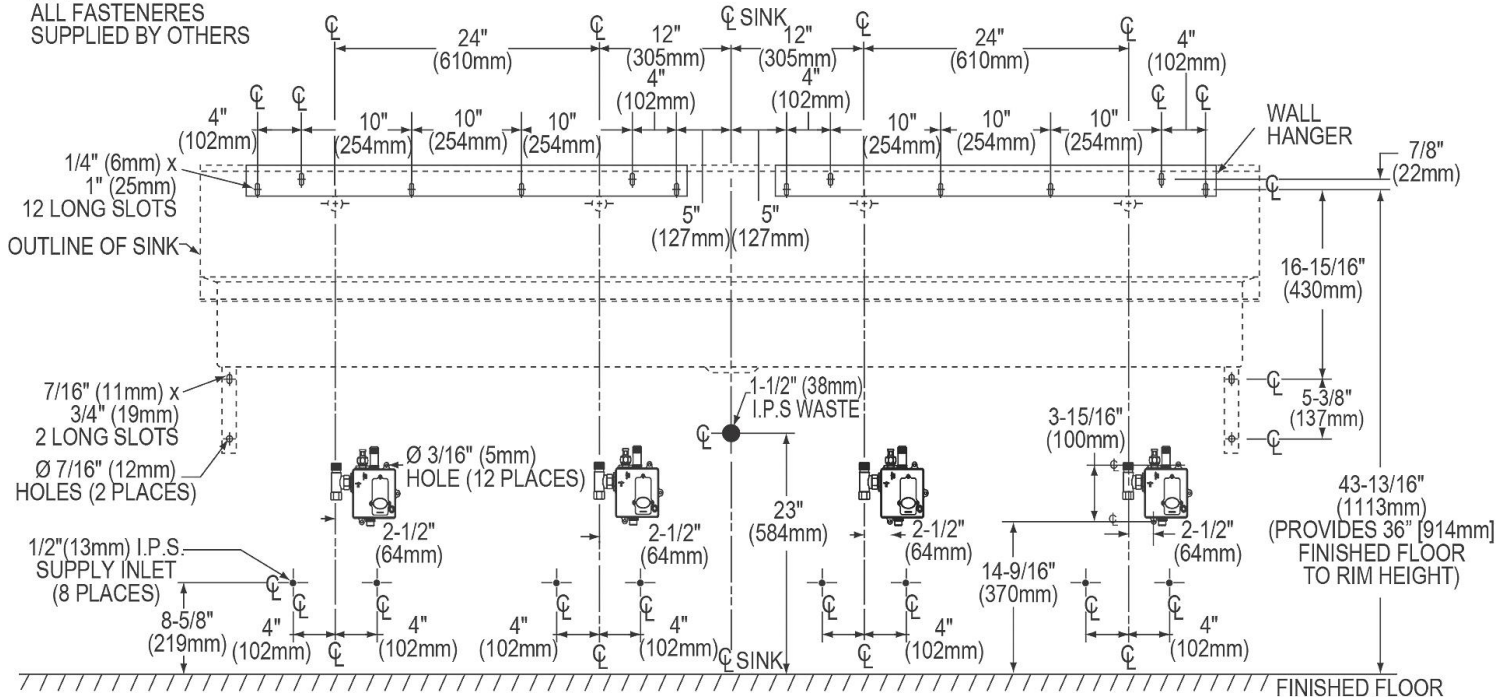 ALL FASTENERES
SUPPLIED BY OTHERS
℄
24"
(610mm)
℄
12"
(305mm)
℄ SINK
12"
(305mm)
℄
24"
(610mm)
℄
4"
(102mm)
4"
(102mm)
℄
℄
10"
(254mm)
10"
(254mm)
10"
(254mm)
4"
(102mm)
4"
(102mm)
10"
(254mm)
10"
(254mm)
10"
(254mm)
℄
℄
WALL
HANGER
7/8"
(22mm)
℄
1/4" (6mm) x
1" (25mm)
12 LONG SLOTS
5"
(127mm)
5"
(127mm)
OUTLINE OF SINK
16-15/16"
(430mm)
7/16" (11mm) x
3/4" (19mm)
2 LONG SLOTS
1-1/2" (38mm)
I.P.S WASTE
℄
℄
5-3/8"
(137mm)
℄
3-15/16"
(100mm)
℄
℄
Ø 7/16" (12mm)
HOLES (2 PLACES)
Ø 3/16" (5mm)
HOLE (12 PLACES)
43-13/16"
(1113mm)
(PROVIDES 36" [914mm]
FINISHED FLOOR
TO RIM HEIGHT)
23"
(584mm)
2-1/2"
(64mm)
2-1/2"
(64mm)
2-1/2"
(64mm)
2-1/2"
(64mm)
1/2"(13mm) I.P.S.
SUPPLY INLET
(8 PLACES)
℄
14-9/16"
(370mm)
8-5/8"
(219mm)
℄
℄
℄
℄
℄
℄
℄
℄
4"
(102mm)
4"
(102mm)
4"
(102mm)
4"
(102mm)
4"
(102mm)
4"
(102mm)
℄
℄
℄ SINK
℄
℄
FINISHED FLOOR